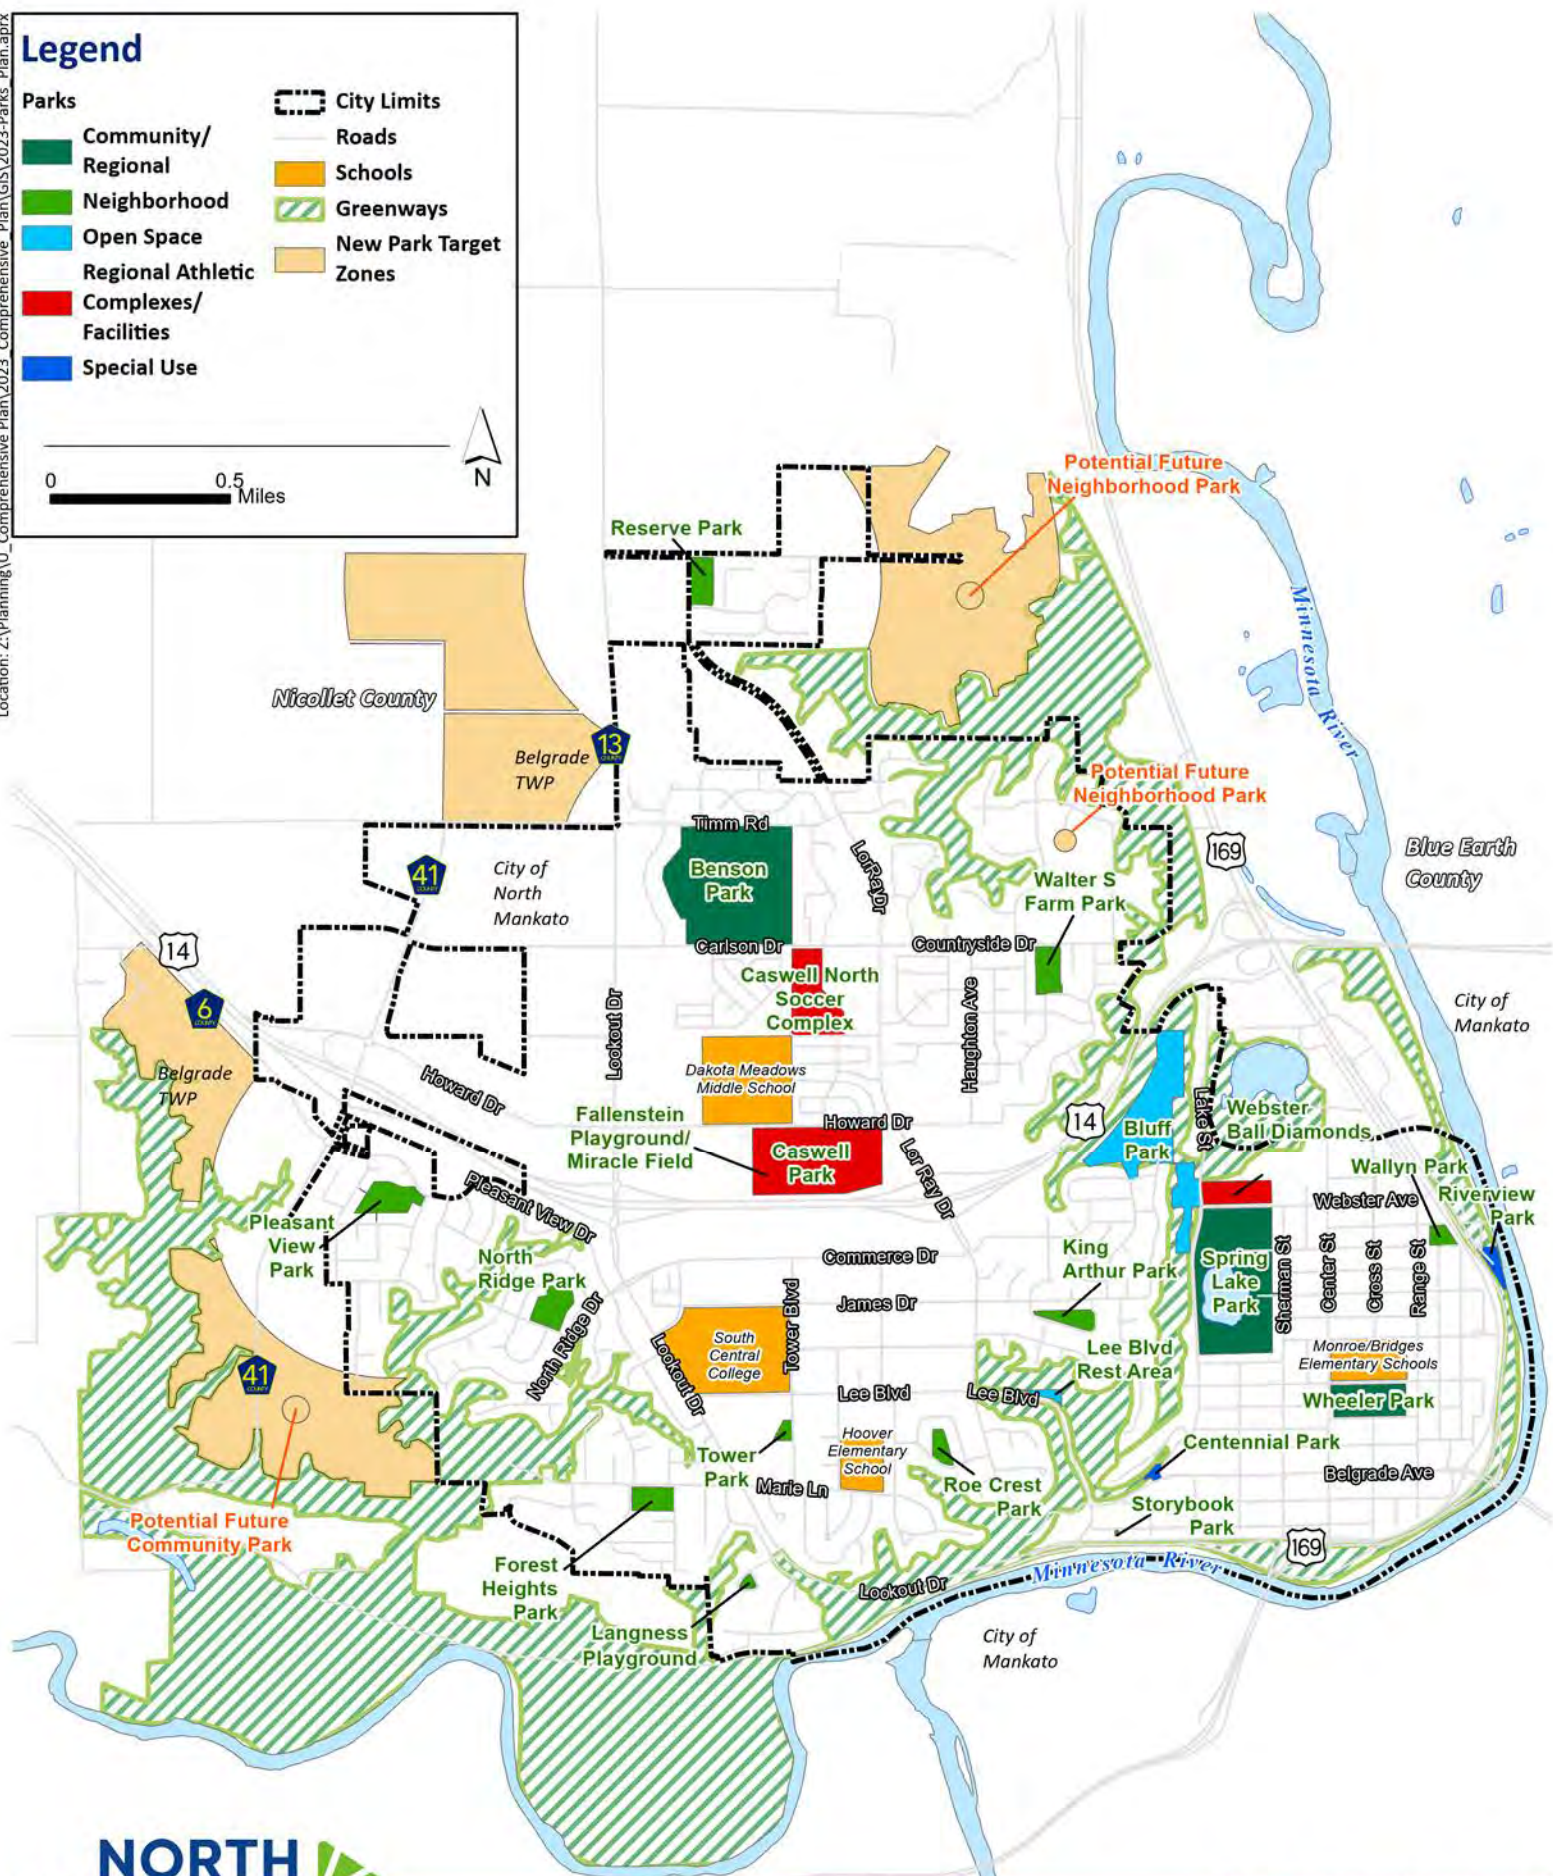 Location: Z:\Planning\0_Comprehensive Plan\2023_Comprehensive_Plan\GIS\2023-Parks_Plan.aprx
Legend
Parks
Community/
Regional
Neighborhood
Open Space
Regional Athletic
Complexes/
Facilities
Special Use
City Limits
Roads
Schools
Greenways
New Park Target
Zones
0
0.5
Miles
N
Potential Future
Neighborhood Park
Reserve Park
Minnesota River
Nicollet County
13
COUNTY
Belgrade
TWP
Potential Future
Neighborhood Park
Timm Rd
LorRayDr
169
Blue Earth
County
41
COUNTY
City of
North
Mankato
Benson
Park
Walter S
Farm Park
14
Carlson Dr
Countryside Dr
6
COUNTY
Caswell North
Soccer
Complex
Lookout Dr
Haughton Ave
City of
Mankato
Belgrade
TWP
Howard Dr
Dakota Meadows
Middle School
Fallenstein
Playground/
Miracle Field
Howard Dr
Caswell
Park
Lor Ray Dr
14
Bluff
Park
Lake St
Webster
Ball Diamonds
Wallyn Park
Riverview
Park
Webster Ave
Pleasant View Dr
Pleasant
View
Park
North
Ridge Park
North Ridge Dr
Commerce Dr
King
Arthur Park
Spring
Lake
Park
Sherman St
Center St
Cross St
Range St
James Dr
Tower Blvd
Lookout Dr
South
Central
College
Lee Blvd
Rest Area
Monroe/Bridges
Elementary Schools
41
COUNTY
Lee Blvd
Lee Blvd
Wheeler Park
Tower
Park
Hoover
Elementary
School
Centennial Park
Marie Ln
Roe Crest
Park
Belgrade Ave
Storybook
Park
Potential Future
Community Park
169
Forest
Heights
Park
Minnesota River
Lookout Dr
Langness
Playground
City of
Mankato
NORTH